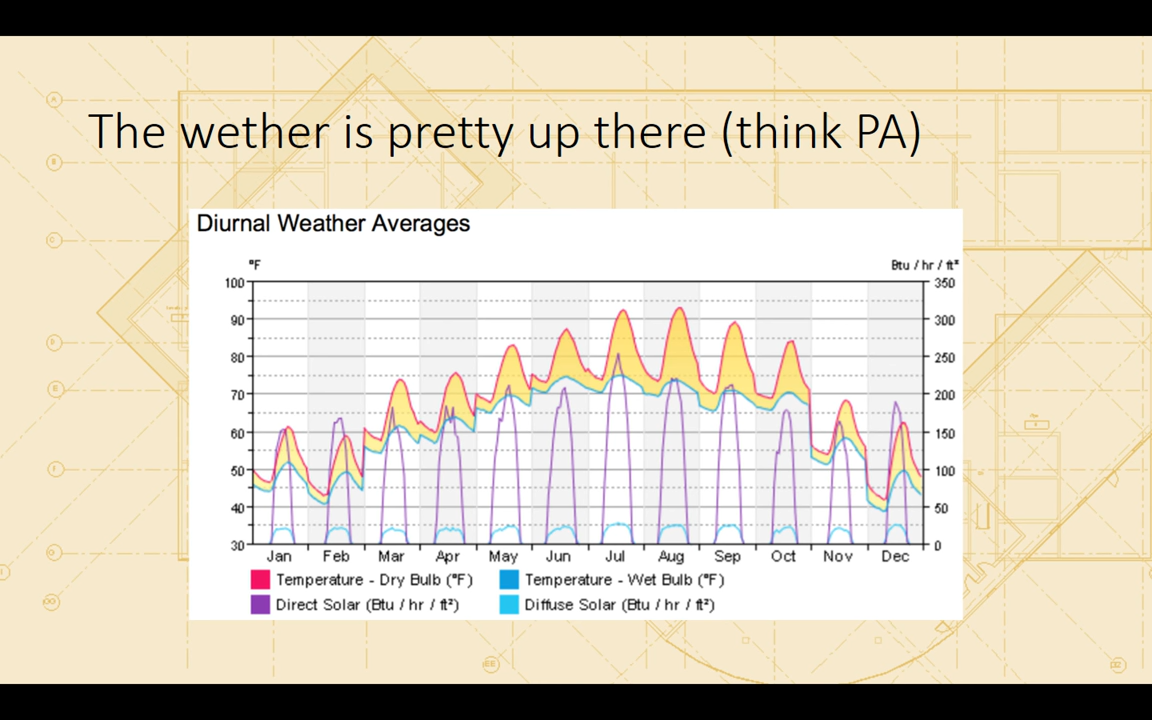 The wether is pretty up there (think PA)
Diurnal Weather Averages
°F
Btu / hr / ft²
100
350
90
300
80
250
70
200
60
150
50
100
40
50
30
0
Jan Feb Mar Apr May Jun Jul Aug Sep Oct Nov Dec
Temperature - Dry Bulb (°F) Temperature - Wet Bulb (°F)
Direct Solar (Btu / hr / ft²) Diffuse Solar (Btu / hr / ft²)